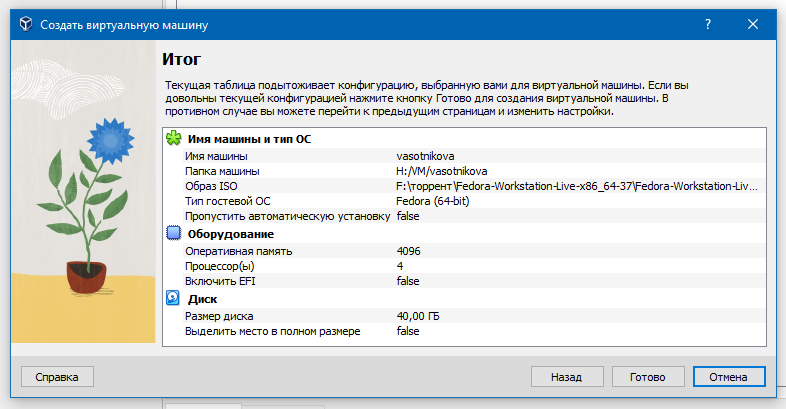 Создать виртуальную машину
Итог
Текущая таблица подытоживает конфигурацию, выбранную вами для виртуальной машины. Если вы
довольны текущей конфигурацией нажмите кнопку Готово для создания виртуальной машины. В
противном случае вы можете перейти к предыдущим страницам и изменить настройки.
Имя машины и тип ОС
Имя машины vasotnikova
Папка машины H:/VM/vasotnikova
Образ ISO F:\торрент\Fedora-Workstation-Live-x86_64-37\Fedora-Workstation-Liv...
Тип гостевой ОС Fedora (64-bit)
Пропустить автоматическую установку false
Оборудование
Оперативная память 4096
Процессор(ы) 4
Включить EFI false
Диск
Размер диска 40,00 ГБ
Выделить место в полном размере false
Справка Назад Готово Отмена